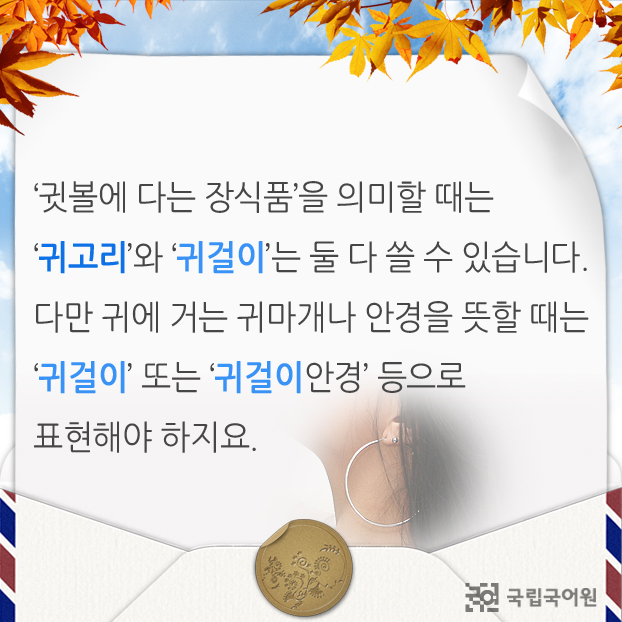 ‘귓볼에 다는 장식품’을 의미할 때는
‘귀고리’와 ‘귀걸이’는 둘 다 쓸 수 있습니다.
다만 귀에 거는 귀마개나 안경을 뜻할 때는
‘귀걸이’ 또는 ‘귀걸이안경’ 등으로
표현해야 하지요.
국립국어원